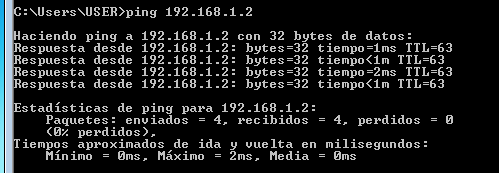 C:\Users\USER>ping 192.168.1.2
Haciendo ping a 192.168.1.2 con 32 bytes de datos:
Respuesta desde 192.168.1.2: bytes=32 tiempo=1ms TTL=63
Respuesta desde 192.168.1.2: bytes=32 tiempo<1m TTL=63
Respuesta desde 192.168.1.2: bytes=32 tiempo=2ms TTL=63
Respuesta desde 192.168.1.2: bytes=32 tiempo<1m TTL=63
Estadísticas de ping para 192.168.1.2:
Paquetes: enviados = 4, recibidos = 4, perdidos = 0
(0% perdidos),
Tiempos aproximados de ida y vuelta en milisegundos:
Mínimo = 0ms, Máximo = 2ms, Media = 0ms